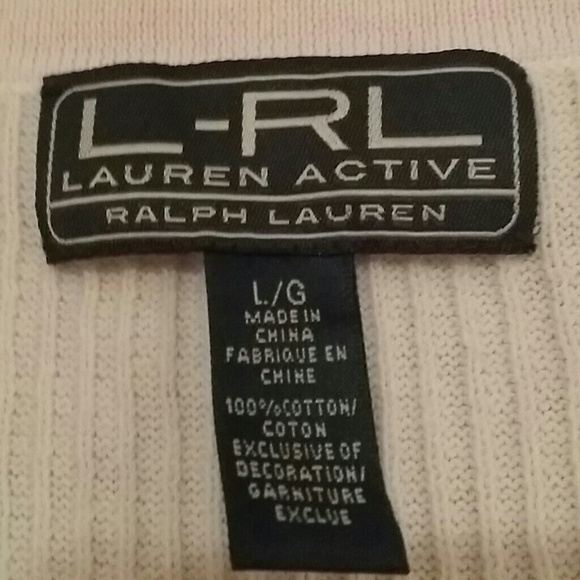 L-RL
LAUREN ACTIVE
RALPH LAUREN
L/G
MADE IN
CHINA
FABRIQUE EN
CHINE
100%COTTON/
COTON
EXCLUSIVE OF
DECORATION/
GARNITURE
EXCLUE